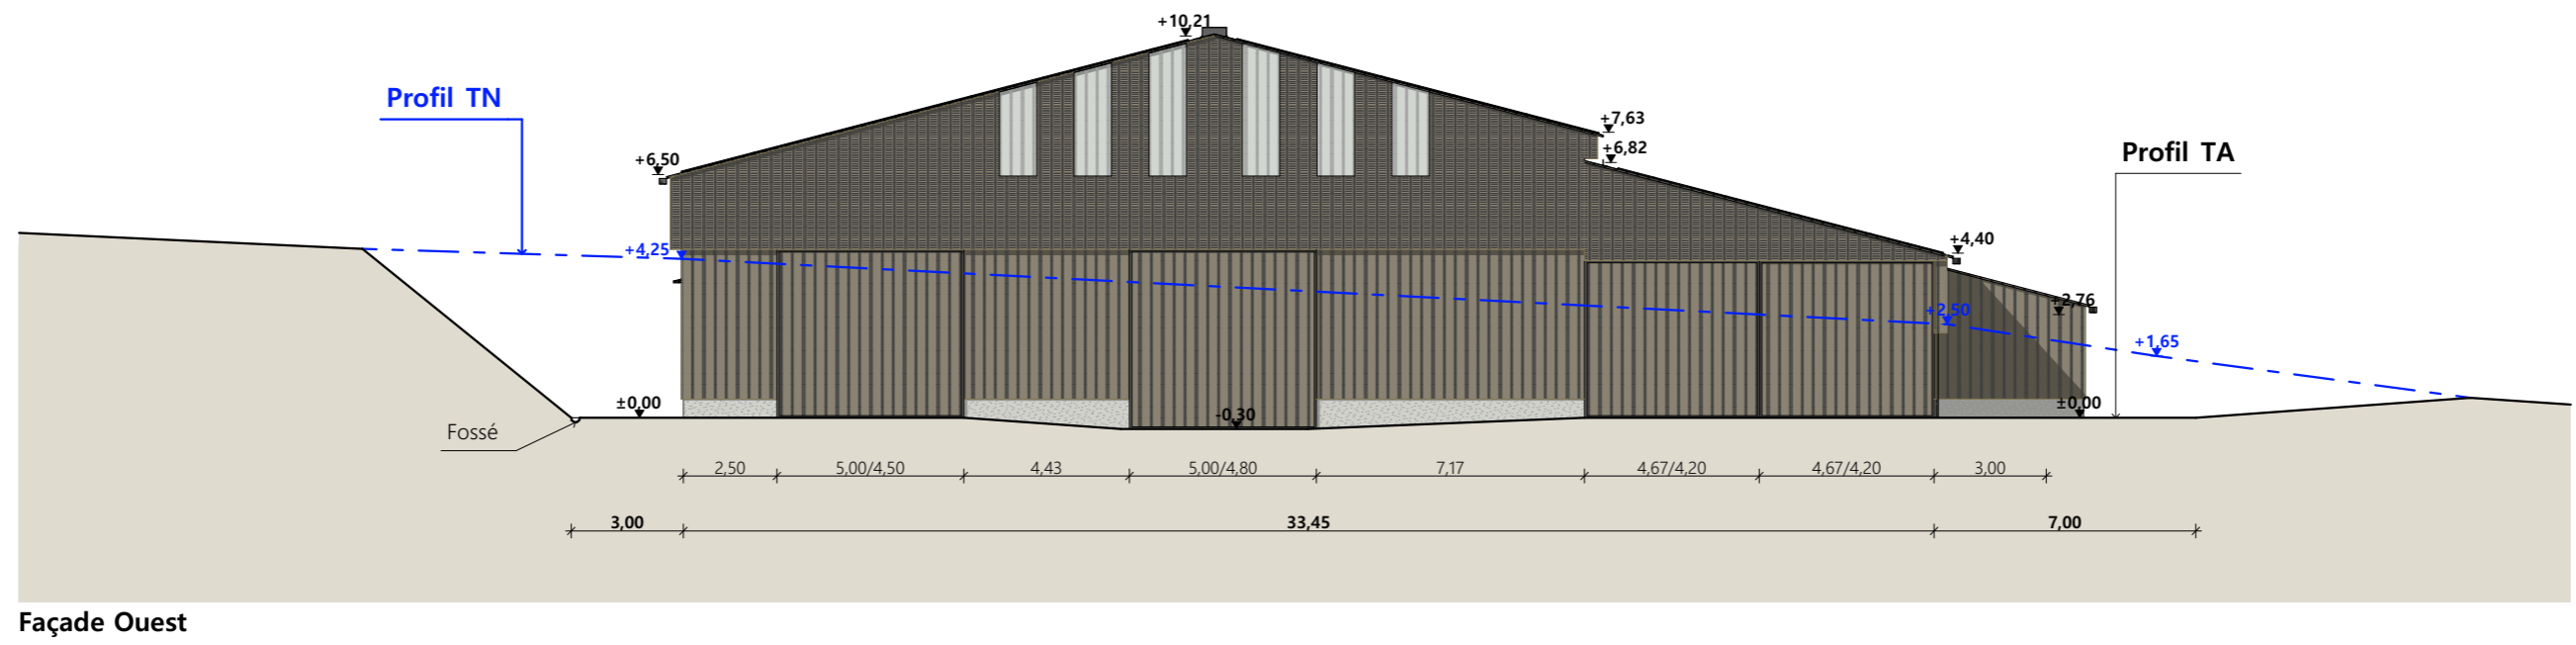 +10,21
Profil TN
+7,63
+6,82
Profil TA
+6,50
+4,25
+4,40
+2,76
+2,50
+1,65
±0,00
-0,30
±0,00
Fossé
2,50 5,00/4,50 4,43 5,00/4,80 7,17 4,67/4,20 4,67/4,20 3,00
3,00 33,45 7,00
Façade Ouest